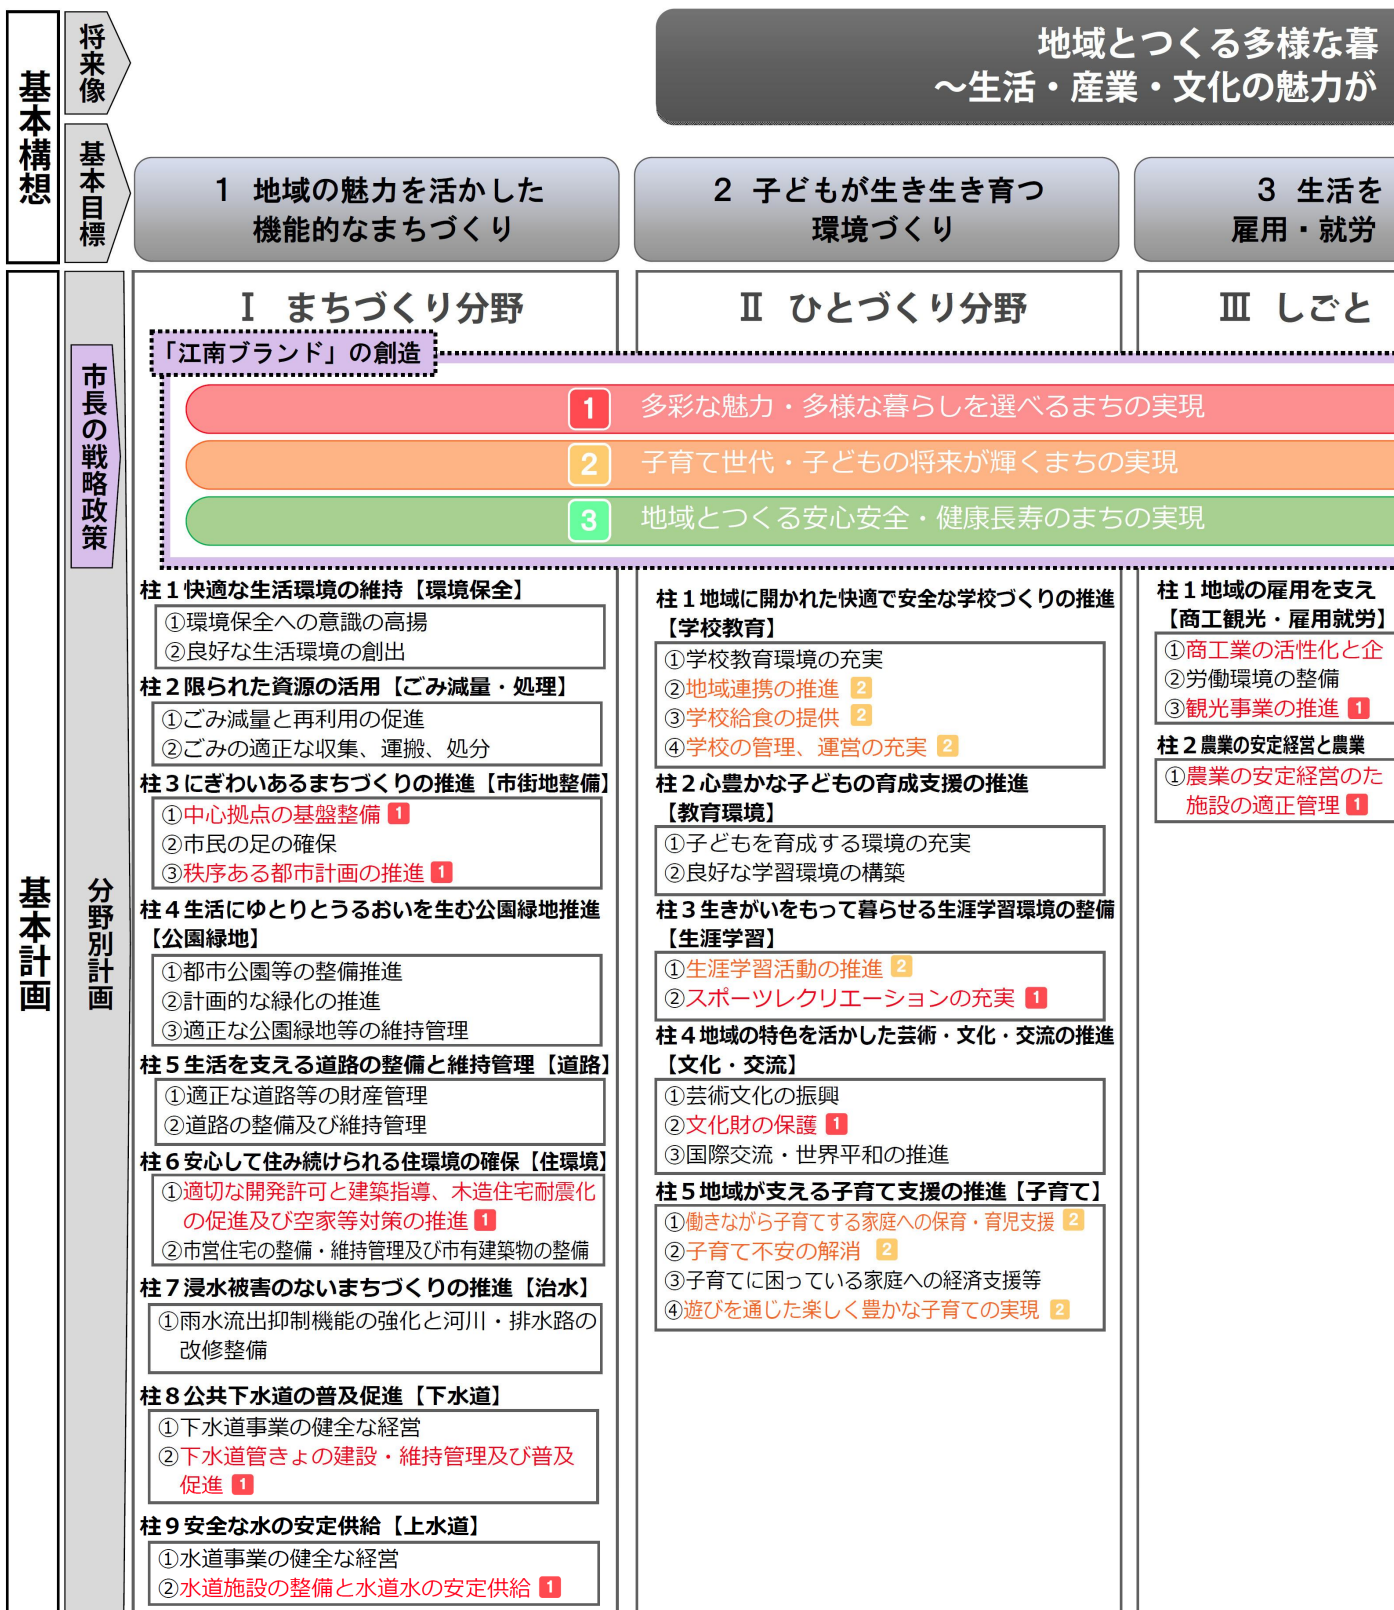 基本構想
将来像
地域とつくる多様な暮
～生活・産業・文化の魅力が
基本目標
1 地域の魅力を活かした
機能的なまちづくり
2 子どもが生き生き育つ
環境づくり
3 生活を
雇用・就労
基本計画
市長の戦略政策
分野別計画
Ⅰ まちづくり分野
Ⅱ ひとづくり分野
Ⅲ しごと
「江南ブランド」の創造
1 多彩な魅力・多様な暮らしを選べるまちの実現
2 子育て世代・子どもの将来が輝くまちの実現
3 地域とつくる安心安全・健康長寿のまちの実現
柱1快適な生活環境の維持【環境保全】
①環境保全への意識の高揚
②良好な生活環境の創出
柱2限られた資源の活用【ごみ減量・処理】
①ごみ減量と再利用の促進
②ごみの適正な収集、運搬、処分
柱3にぎわいあるまちづくりの推進【市街地整備】
①中心拠点の基盤整備 1
②市民の足の確保
③秩序ある都市計画の推進 1
柱4生活にゆとりとうるおいを生む公園緑地推進
【公園緑地】
①都市公園等の整備推進
②計画的な緑化の推進
③適正な公園緑地等の維持管理
柱5生活を支える道路の整備と維持管理【道路】
①適正な道路等の財産管理
②道路の整備及び維持管理
柱6安心して住み続けられる住環境の確保【住環境】
①適切な開発許可と建築指導、木造住宅耐震化
の促進及び空家等対策の推進 1
②市営住宅の整備・維持管理及び市有建築物の整備
柱7浸水被害のないまちづくりの推進【治水】
①雨水流出抑制機能の強化と河川・排水路の
改修整備
柱8公共下水道の普及促進【下水道】
①下水道事業の健全な経営
②下水道管きょの建設・維持管理及び普及
促進 1
柱9安全な水の安定供給【上水道】
①水道事業の健全な経営
②水道施設の整備と水道水の安定供給 1
柱1地域に開かれた快適で安全な学校づくりの推進
【学校教育】
①学校教育環境の充実
②地域連携の推進 2
③学校給食の提供 2
④学校の管理、運営の充実 2
柱2心豊かな子どもの育成支援の推進
【教育環境】
①子どもを育成する環境の充実
②良好な学習環境の構築
柱3生きがいをもって暮らせる生涯学習環境の整備
【生涯学習】
①生涯学習活動の推進 2
②スポーツレクリエーションの充実 1
柱4地域の特色を活かした芸術・文化・交流の推進
【文化・交流】
①芸術文化の振興
②文化財の保護 1
③国際交流・世界平和の推進
柱5地域が支える子育て支援の推進【子育て】
①働きながら子育てする家庭への保育・育児支援 2
②子育て不安の解消 2
③子育てに困っている家庭への経済支援等
④遊びを通じた楽しく豊かな子育ての実現 2
柱1地域の雇用を支え
【商工観光・雇用就労】
①商工業の活性化と企
②労働環境の整備
③観光事業の推進 1
柱2農業の安定経営と農業
①農業の安定経営のた
施設の適正管理 1